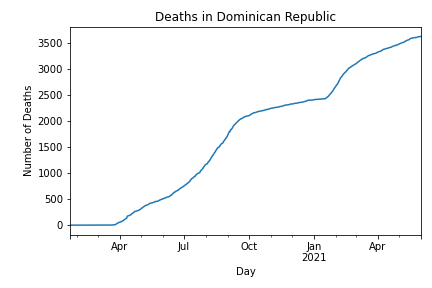 Deaths in Dominican Republic
3500
3000
2500
2000
1500
1000
500
0
Number of Deaths
Apr Jul Oct Jan Apr
2021
Day